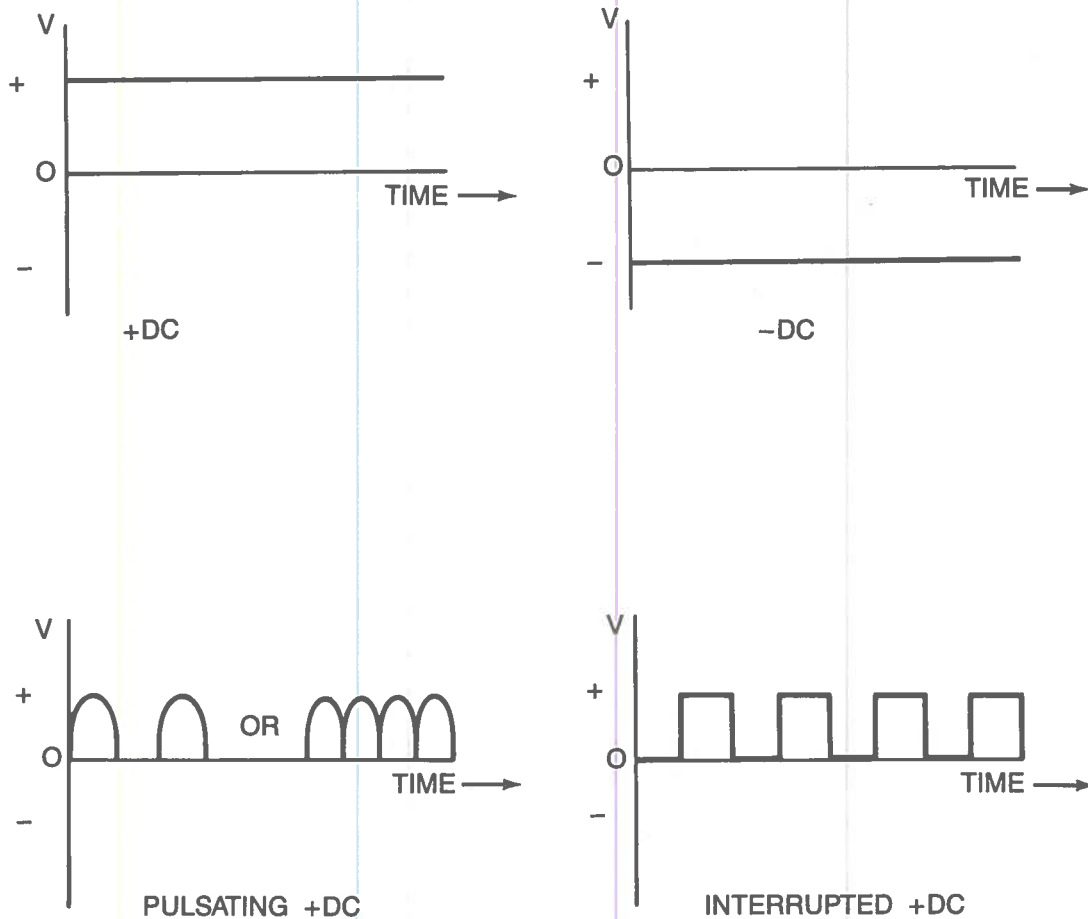 V
+
O
TIME
−
+DC
V
+
O
TIME
−
−DC
V
+
OR
O
TIME
−
PULSATING +DC
V
+
O
TIME
−
INTERRUPTED +DC